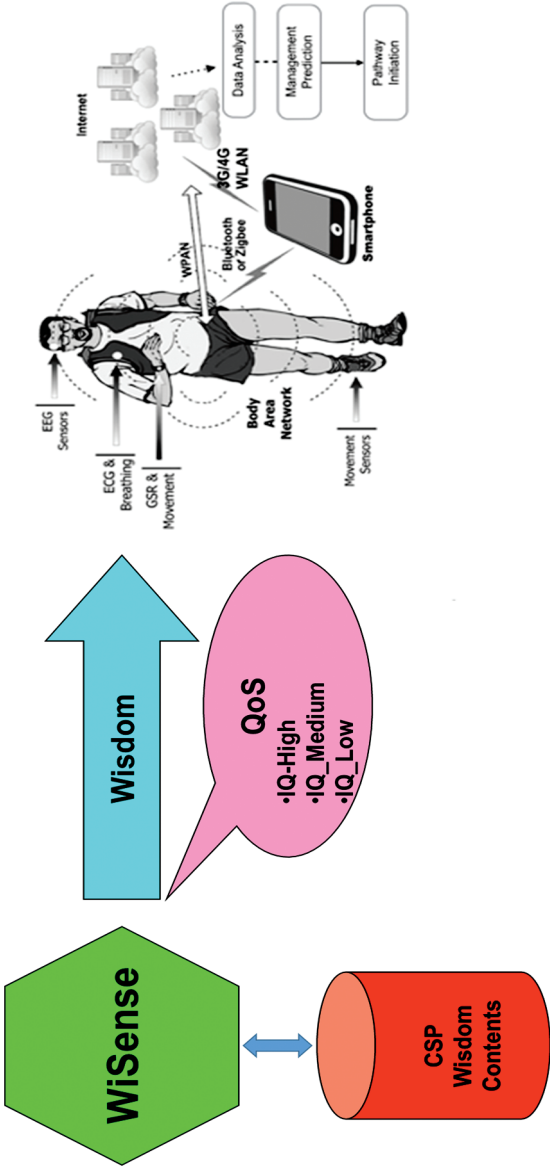 WiSense
CSP
Wisdom
Contents
Wisdom
QoS
•IQ-High
•IQ_Medium
•IQ_Low
EEG
Sensors
ECG &
Breathing
GSR &
Movement
Body
Area
Network
Movement
Sensors
WPAN
Bluetooth
or Zigbee
Smartphone
3G/4G
WLAN
Internet
Data Analysis
Management
Prediction
Pathway
Initiation